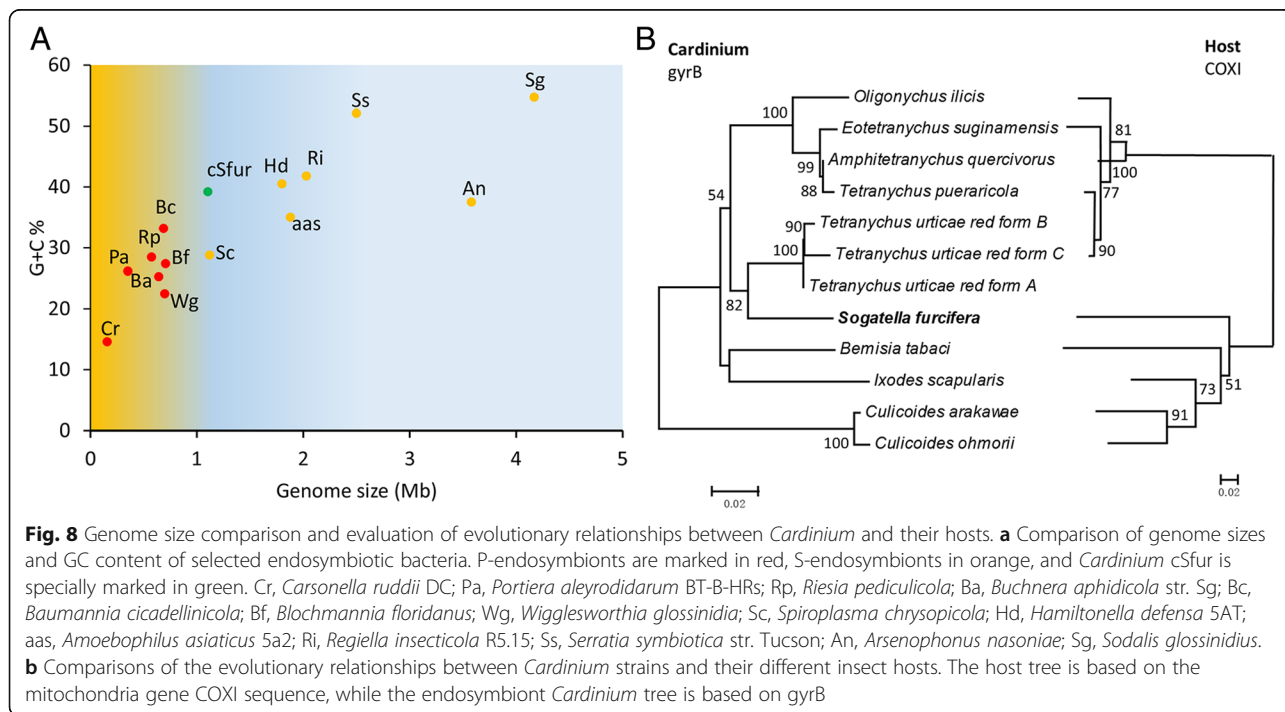 A
G+C %
60
50
40
30
20
10
0
0 1 2 3 4 5
Genome size (Mb)
Sg
Ss
An
Ri
Hd
aas
cSfur
Sc
Bc
Rp
Bf
Pa
Ba
Wg
Cr
B
Cardinium
gyrB
Host
COXI
Oligonychus ilicis
Eotetranychus suginamensis
Amphitetranychus quercivorus
Tetranychus pueraricola
Tetranychus urticae red form B
Tetranychus urticae red form C
Tetranychus urticae red form A
Sogatella furcifera
Bemisia tabaci
Ixodes scapularis
Culicoides arakawae
Culicoides ohmorii
100
99
88
54
90
100
82
100
0.02
81
100
77
90
51
73
91
0.02
Fig. 8 Genome size comparison and evaluation of evolutionary relationships between Cardinium and their hosts. a Comparison of genome sizes
and GC content of selected endosymbiotic bacteria. P-endosymbionts are marked in red, S-endosymbionts in orange, and Cardinium cSfur is
specially marked in green. Cr, Carsonella ruddii DC; Pa, Portiera aleyrodidarum BT-B-HRs; Rp, Riesia pediculicola; Ba, Buchnera aphidicola str. Sg; Bc,
Baumannia cicadellinicola; Bf, Blochmannia floridanus; Wg, Wigglesworthia glossinidia; Sc, Spiroplasma chrysopicola; Hd, Hamiltonella defensa 5AT;
aas, Amoebophilus asiaticus 5a2; Ri, Regiella insecticola R5.15; Ss, Serratia symbiotica str. Tucson; An, Arsenophonus nasoniae; Sg, Sodalis glossinidius.
b Comparisons of the evolutionary relationships between Cardinium strains and their different insect hosts. The host tree is based on the
mitochondria gene COXI sequence, while the endosymbiont Cardinium tree is based on gyrB